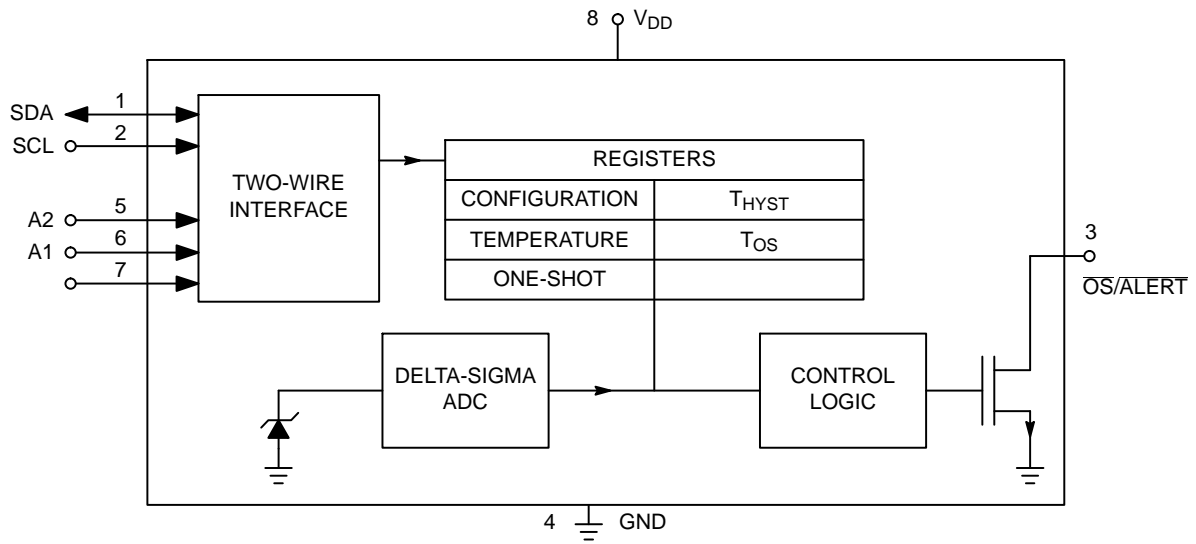 8 VDD
SDA 1
SCL 2
TWO-WIRE
INTERFACE
A2 5
A1 6
7
REGISTERS
CONFIGURATION THYST
TEMPERATURE TOS
ONE-SHOT
3
OS/ALERT
DELTA-SIGMA
ADC
CONTROL
LOGIC
4 GND